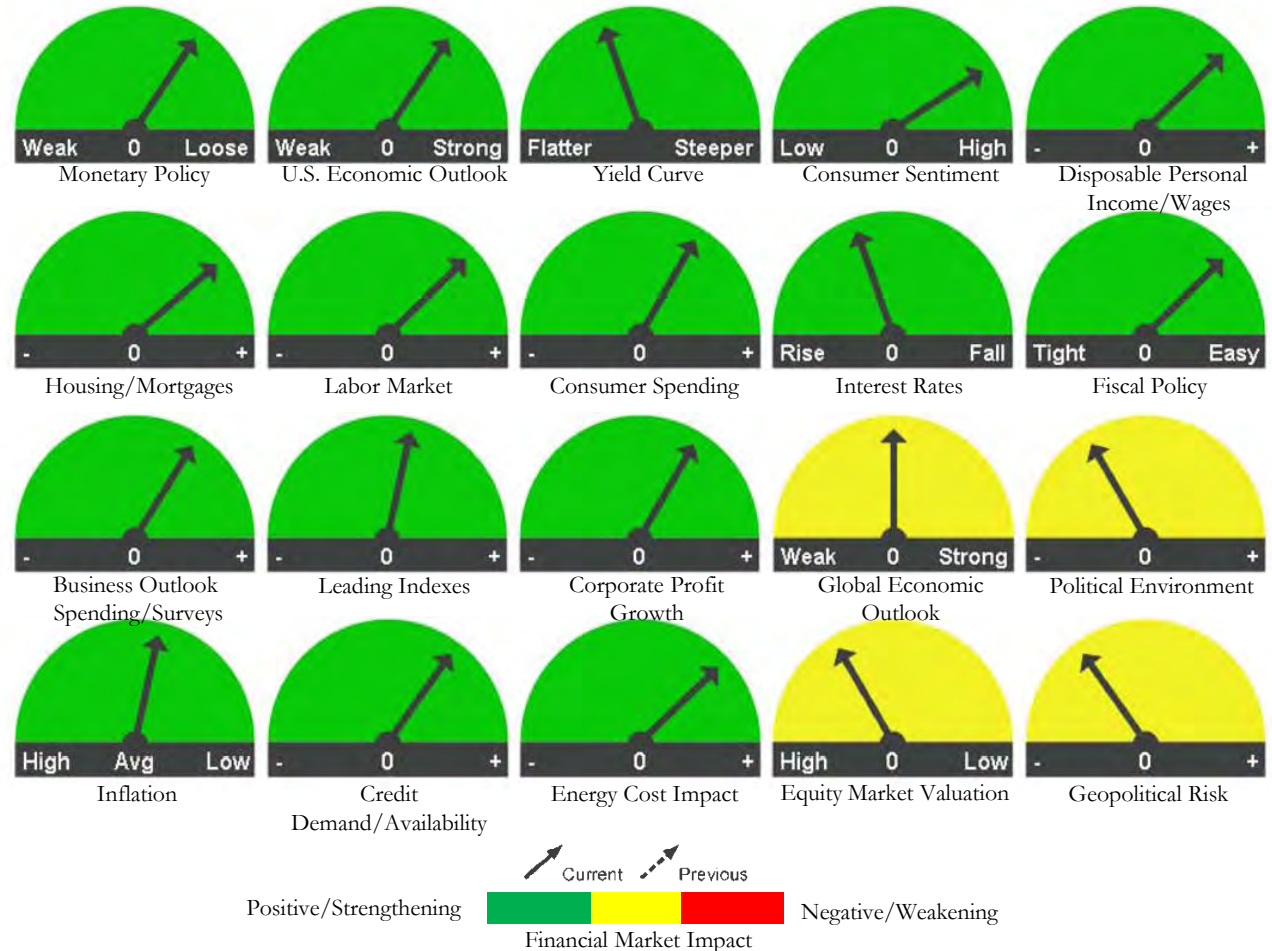 Weak 0 Loose
Monetary Policy
Weak 0 Strong
U.S. Economic Outlook
Flatter Steeper
Yield Curve
Low 0 High
Consumer Sentiment
- 0 +
Disposable Personal
Income/Wages
- 0 +
Housing/Mortgages
- 0 +
Labor Market
- 0 +
Consumer Spending
Rise 0 Fall
Interest Rates
Tight 0 Easy
Fiscal Policy
- 0 +
Business Outlook
Spending/Surveys
- 0 +
Leading Indexes
- 0 +
Corporate Profit
Growth
Weak 0 Strong
Global Economic
Outlook
- 0 +
Political Environment
High Avg Low
Inflation
- 0 +
Credit
Demand/Availability
- 0 +
Energy Cost Impact
High 0 Low
Equity Market Valuation
- 0 +
Geopolitical Risk
Current Previous
Positive/Strengthening Negative/Weakening
Financial Market Impact